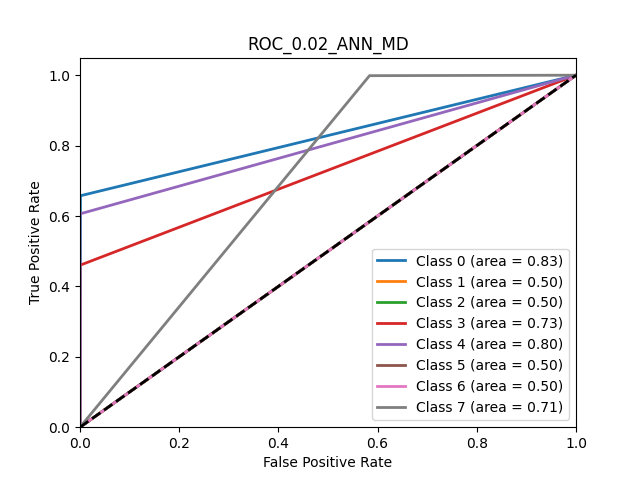 ROC_0.02_ANN_MD
True Positive Rate
1.0
0.8
0.6
0.4
0.2
0.0
Class 0 (area = 0.83)
Class 1 (area = 0.50)
Class 2 (area = 0.50)
Class 3 (area = 0.73)
Class 4 (area = 0.80)
Class 5 (area = 0.50)
Class 6 (area = 0.50)
Class 7 (area = 0.71)
0.0 0.2 0.4 0.6 0.8 1.0
False Positive Rate